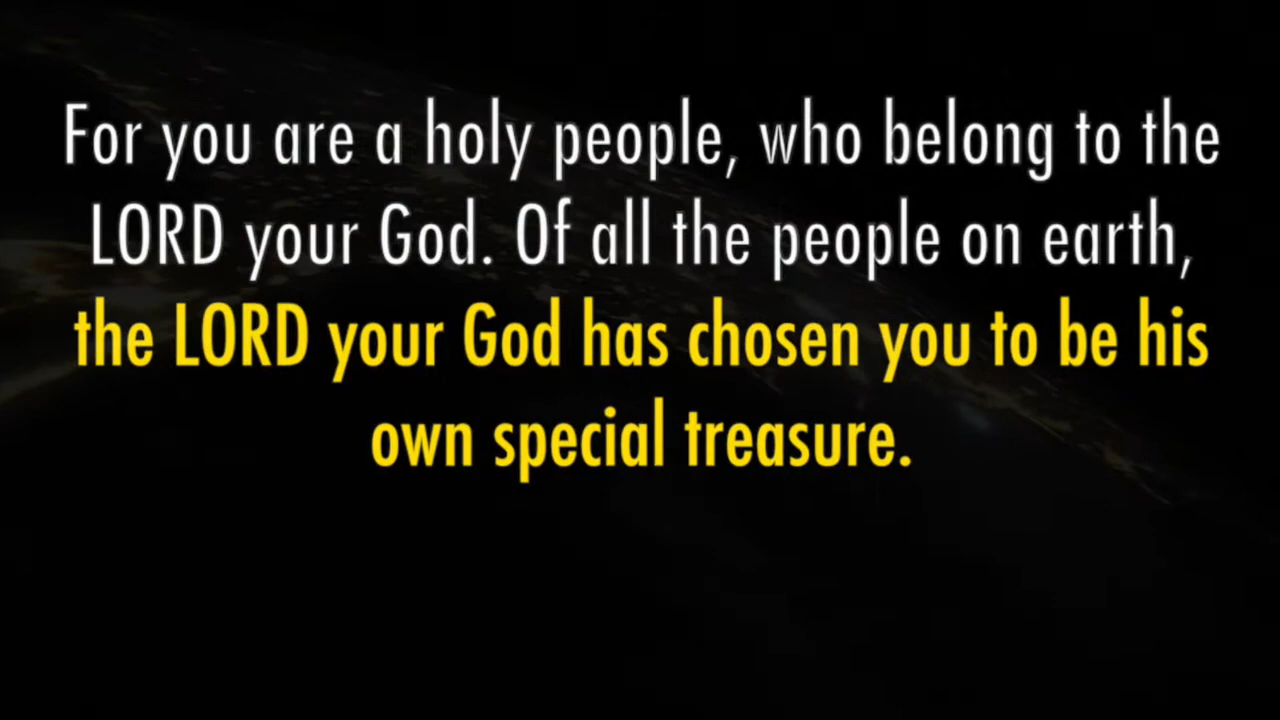 For you are a holy people, who belong to the
LORD your God. Of all the people on earth,
the LORD your God has chosen you to be his
own special treasure.